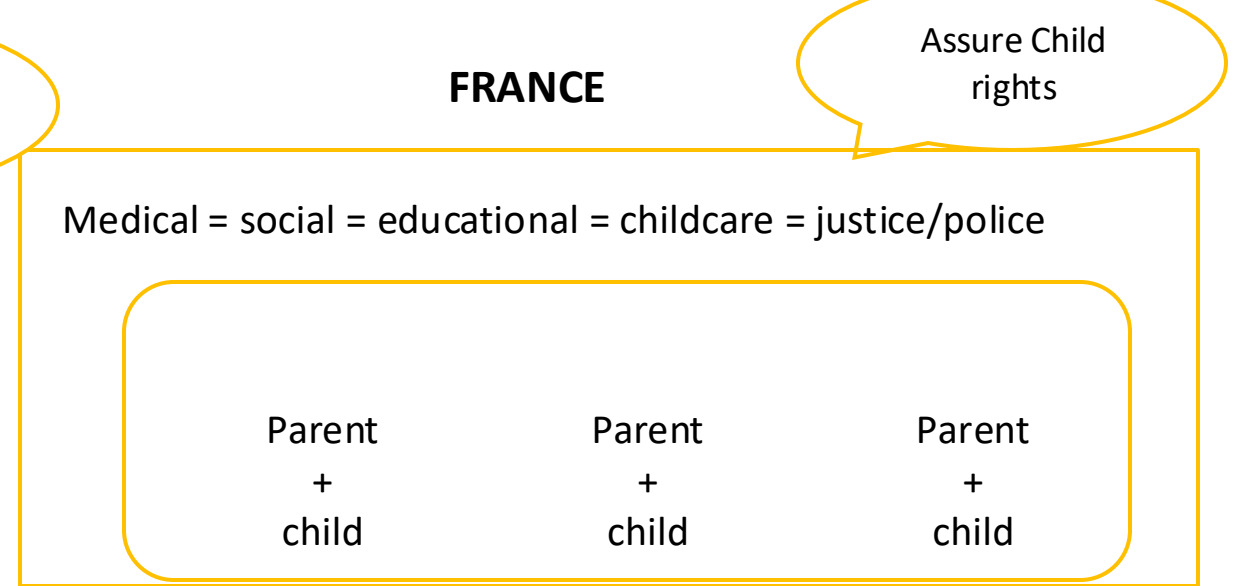 Assure Child
rights
FRANCE
Medical = social = educational = childcare = justice/police
Parent
+
child
Parent
+
child
Parent
+
child